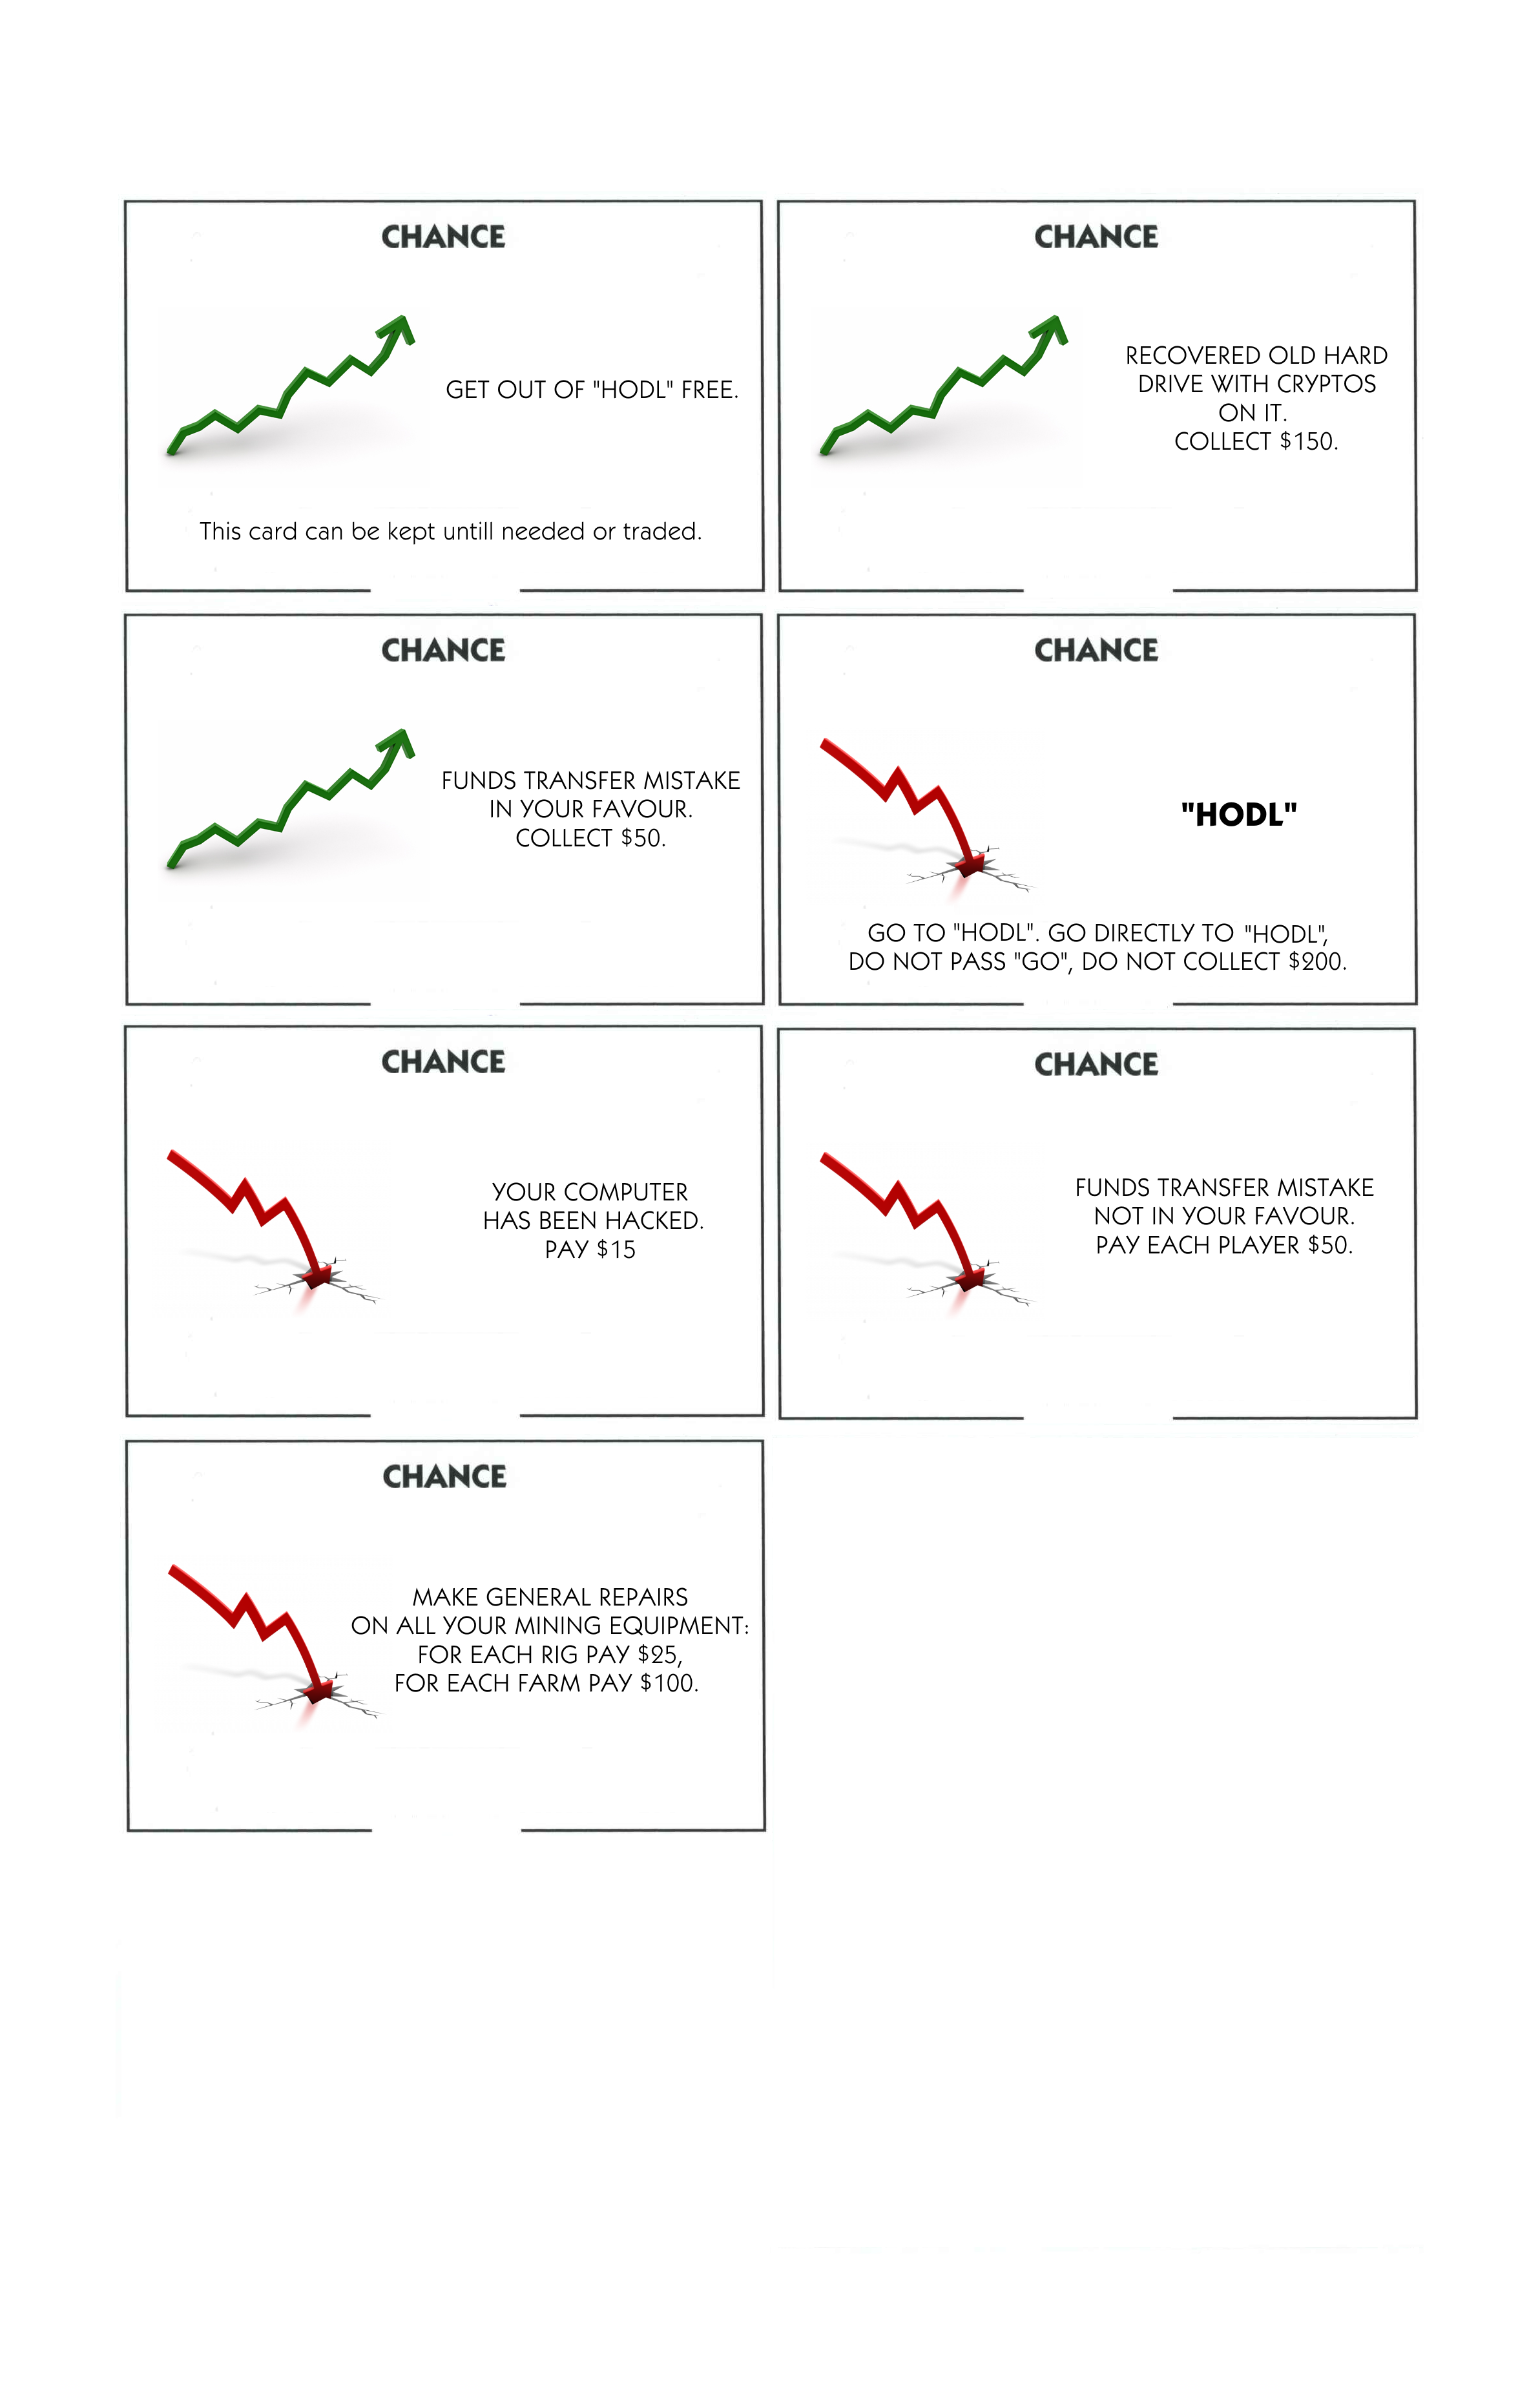 CHANCE
GET OUT OF "HODL" FREE.
This card can be kept untill needed or traded.
CHANCE
RECOVERED OLD HARD
DRIVE WITH CRYPTOS
ON IT.
COLLECT $150.
CHANCE
FUNDS TRANSFER MISTAKE
IN YOUR FAVOUR.
COLLECT $50.
CHANCE
"HODL"
GO TO "HODL". GO DIRECTLY TO "HODL",
DO NOT PASS "GO", DO NOT COLLECT $200.
CHANCE
YOUR COMPUTER
HAS BEEN HACKED.
PAY $15
CHANCE
FUNDS TRANSFER MISTAKE
NOT IN YOUR FAVOUR.
PAY EACH PLAYER $50.
CHANCE
MAKE GENERAL REPAIRS
ON ALL YOUR MINING EQUIPMENT:
FOR EACH RIG PAY $25,
FOR EACH FARM PAY $100.